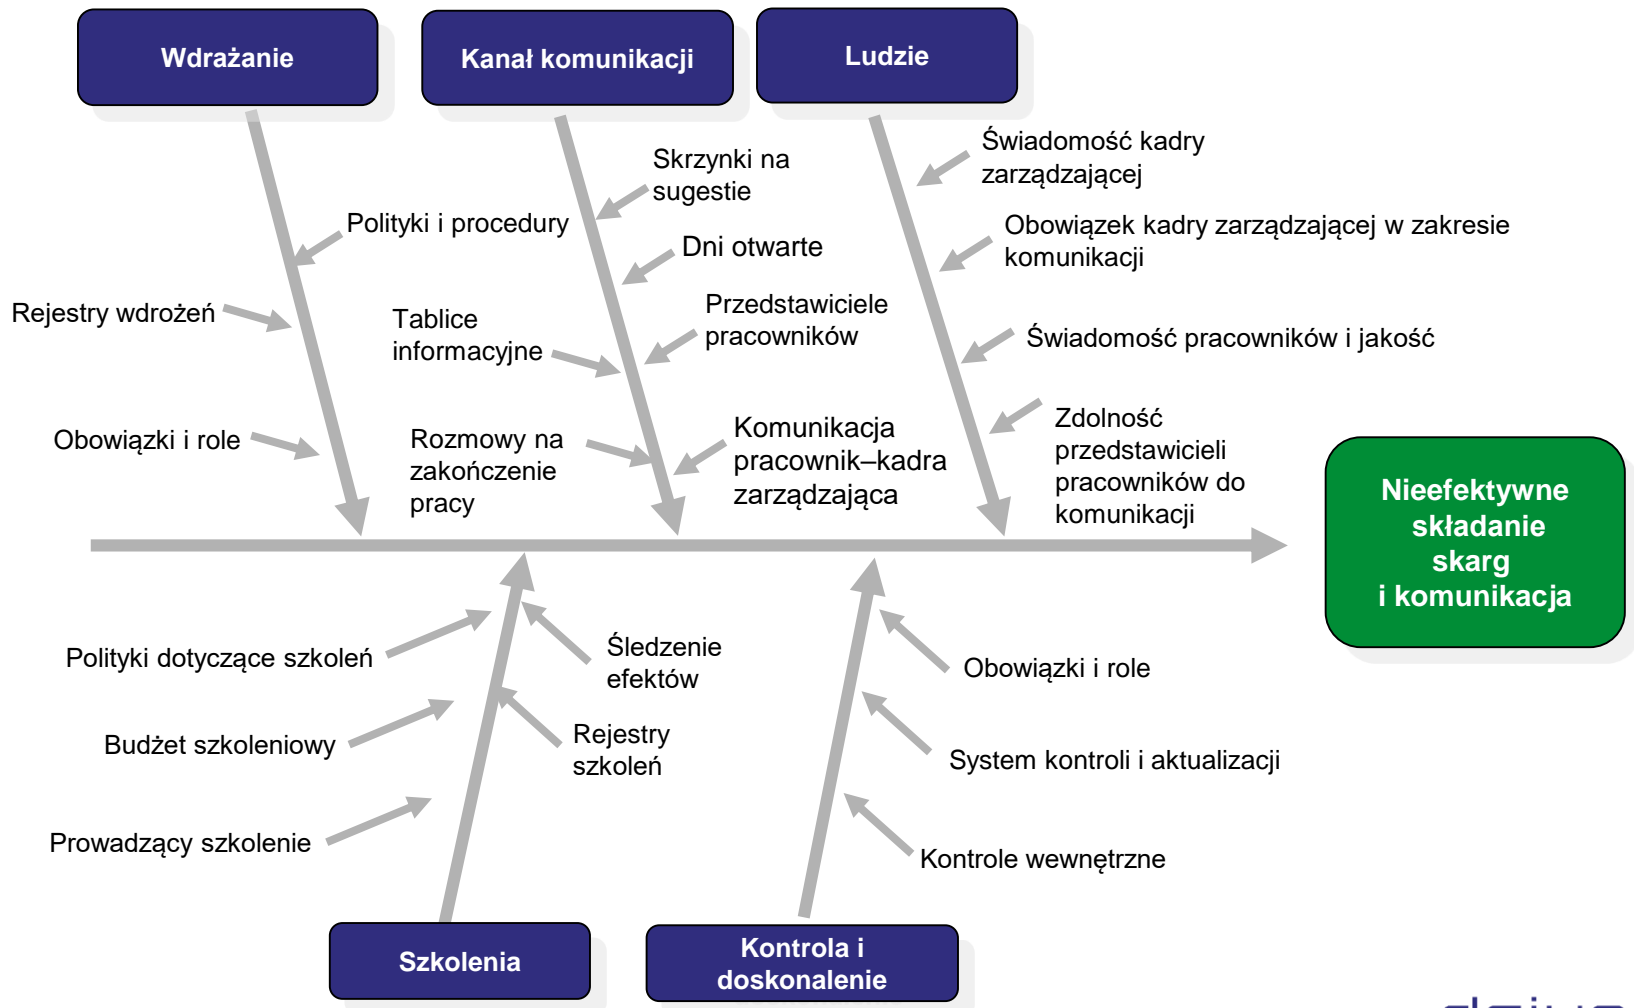 Wdrażanie
Kanał komunikacji
Ludzie
Polityki i procedury
Rejestry wdrożeń
Obowiązki i role
Skrzynki na
sugestie
Dni otwarte
Przedstawiciele
pracowników
Tablice
informacyjne
Rozmowy na
zakończenie
pracy
Komunikacja
pracownik–kadra
zarządzająca
Świadomość kadry
zarządzającej
Obowiązek kadry zarządzającej w zakresie
komunikacji
Świadomość pracowników i jakość
Zdolność
przedstawicieli
pracowników do
komunikacji
Nieefektywne
składanie
skarg
i komunikacja
Polityki dotyczące szkoleń
Budżet szkoleniowy
Prowadzący szkolenie
Śledzenie
efektów
Rejestry
szkoleń
Obowiązki i role
System kontroli i aktualizacji
Kontrole wewnętrzne
Szkolenia
Kontrola i
doskonalenie